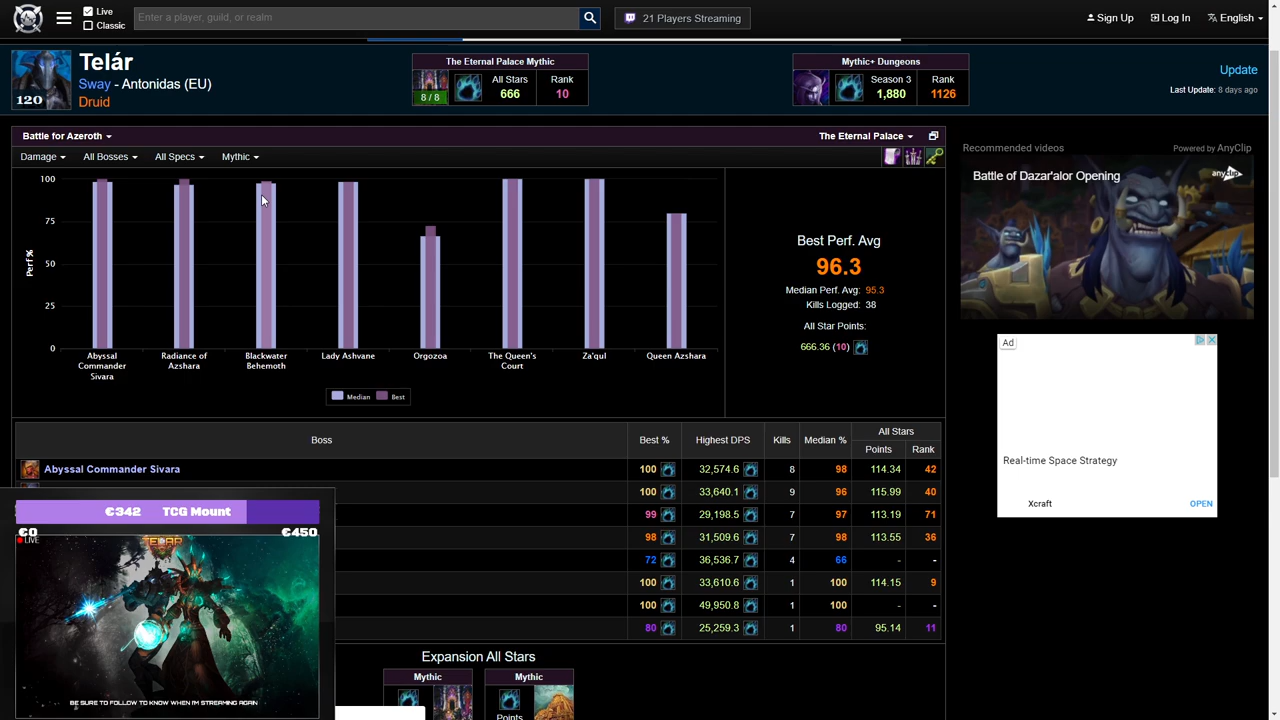 Live
Classic
Enter a player, guild, or realm
21 Players Streaming
Sign Up
Log In
English
120
Telár
Sway - Antonidas (EU)
Druid
The Eternal Palace Mythic
8 / 8
All Stars
666
Rank
10
Mythic+ Dungeons
Season 3
1,880
Rank
1126
Update
Last Update: 8 days ago
Battle for Azeroth
The Eternal Palace
Damage
All Bosses
All Specs
Mythic
Perf %
100
75
50
25
0
Abyssal Commander Sivara
Radiance of Azshara
Blackwater Behemoth
Lady Ashvane
Orgozoa
The Queen's Court
Za'qul
Queen Azshara
Median
Best
Best Perf. Avg
96.3
Median Perf. Avg: 95.3
Kills Logged: 38
All Star Points:
666.36 (10)
Recommended videos
Powered by AnyClip
Battle of Dazar'alor Opening
anyclip
Ad
Real-time Space Strategy
Xcraft
OPEN
Boss
Best %
Highest DPS
Kills
Median %
All Stars
Points
Rank
Abyssal Commander Sivara 100 32,574.6 8 98 114.34 42
100 33,640.1 9 96 115.99 40
99 29,198.5 7 97 113.19 71
98 31,509.6 7 98 113.55 36
72 36,536.7 4 66 - -
100 33,610.6 1 100 114.15 9
100 49,950.8 1 100 - -
80 25,259.3 1 80 95.14 11
€342 TCG Mount
€0
€450
LIVE
TELAR
BE SURE TO FOLLOW TO KNOW WHEN I'M STREAMING AGAIN
Expansion All Stars
Mythic
Mythic
Points